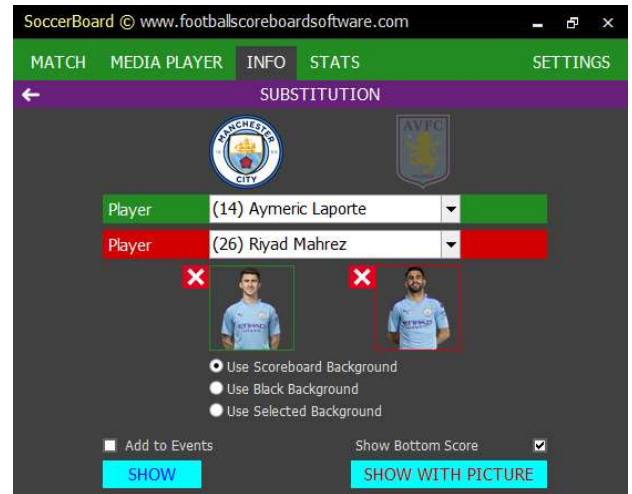 SoccerBoard © www.footballscoreboardsoftware.com
MATCH MEDIA PLAYER INFO STATS SETTINGS
SUBSTITUTION
MANCHESTER
CITY
AVFC
Player (14) Aymeric Laporte
Player (26) Riyad Mahrez
ETIHAD
Use Scoreboard Background
Use Black Background
Use Selected Background
Add to Events Show Bottom Score
SHOW SHOW WITH PICTURE